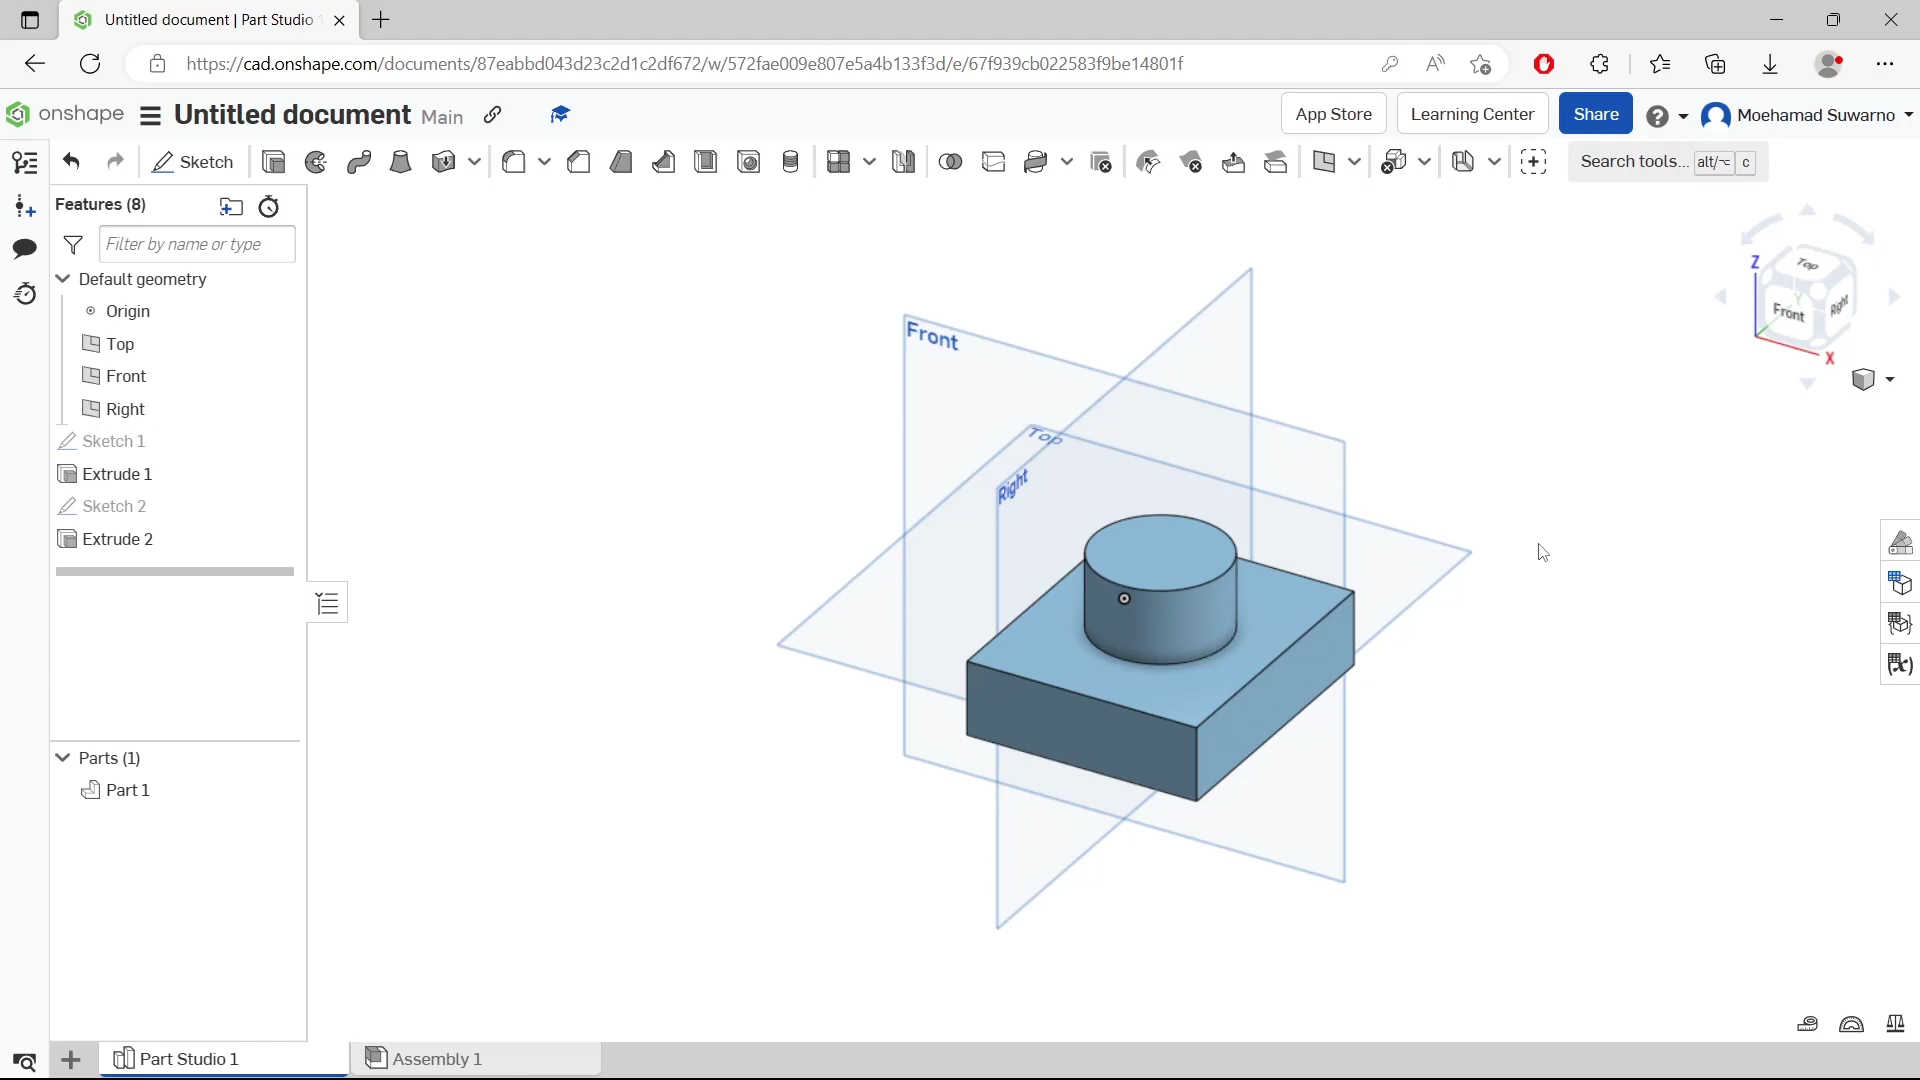 Untitled document | Part Studio 1
https://cad.onshape.com/documents/87eabbd043d23c2d1c2df672/w/572fae009e807e5a4b133f3d/e/67f939cb022583f9be14801f
onshape Untitled document Main App Store Learning Center Share Moehamad Suwarno
Sketch Search tools... alt/⌥ c
Features (8)
Filter by name or type
Default geometry
Origin
Top
Front
Right
Sketch 1
Extrude 1
Sketch 2
Extrude 2
Parts (1)
Part 1
Front
Top
Right
Z
Top
Y
Front
Right
X
Part Studio 1
Assembly 1